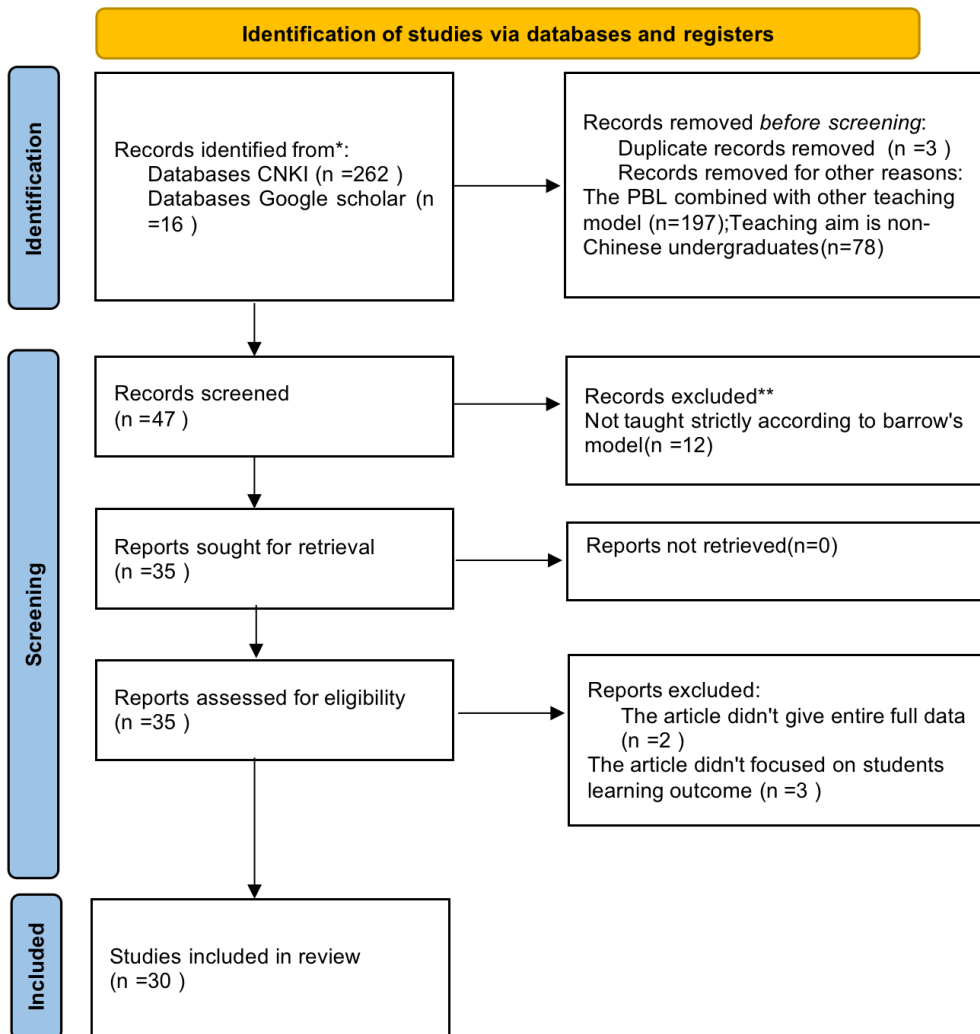 Identification of studies via databases and registers
Identification
Records identified from*:
Databases CNKI (n =262 )
Databases Google scholar (n
=16 )
Records removed before screening:
Duplicate records removed (n =3 )
Records removed for other reasons:
The PBL combined with other teaching
model (n=197);Teaching aim is non-
Chinese undergraduates(n=78)
Screening
Records screened
(n =47 )
Records excluded**
Not taught strictly according to barrow's
model(n =12)
Reports sought for retrieval
(n =35 )
Reports not retrieved(n=0)
Reports assessed for eligibility
(n =35 )
Reports excluded:
The article didn't give entire full data
(n =2 )
The article didn't focused on students
learning outcome (n =3 )
Included
Studies included in review
(n =30 )